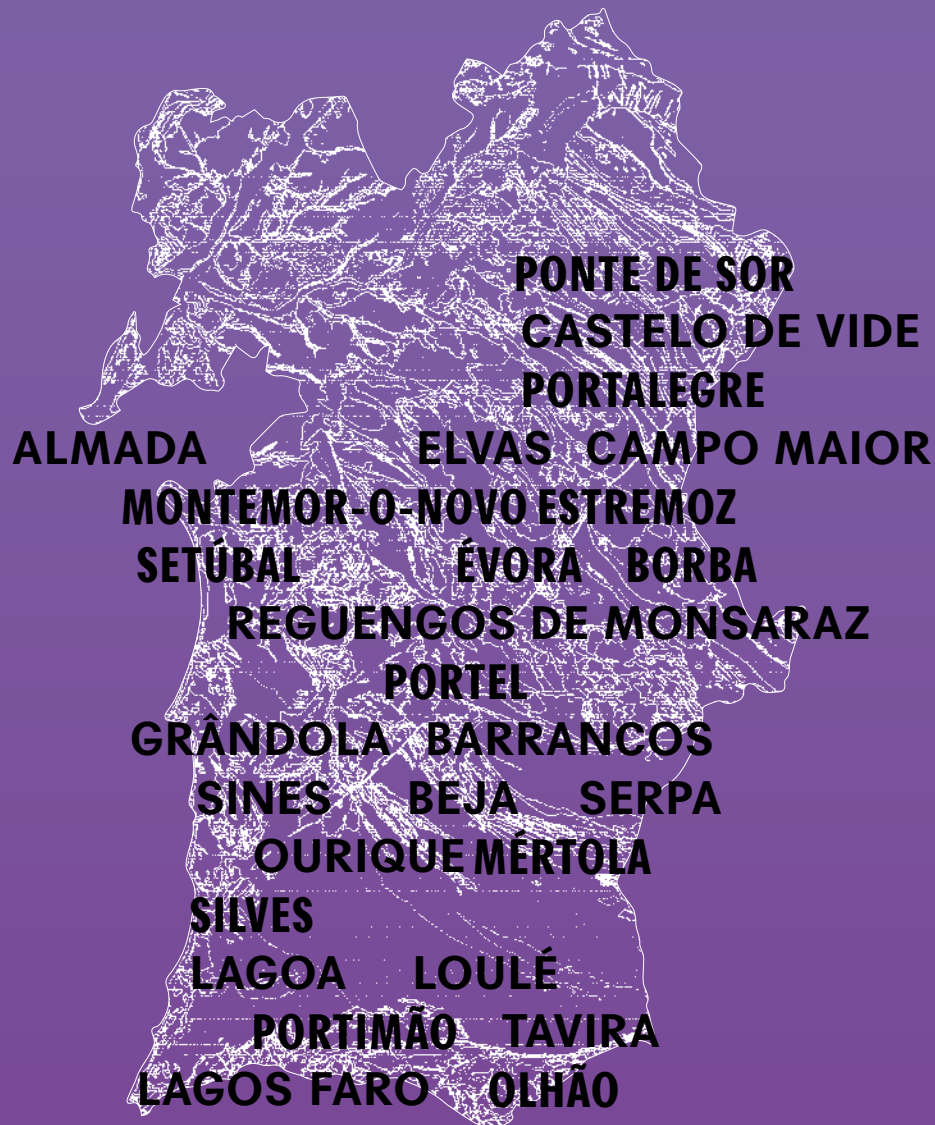 PONTE DE SOR
CASTELO DE VIDE
PORTALEGRE
ALMADA ELVAS CAMPO MAIOR
MONTEMOR-O-NOVO ESTREMOZ
SETÚBAL ÉVORA BORBA
REGUENGOS DE MONSARAZ
PORTEL
GRÂNDOLA BARRANCOS
SINES BEJA SERPA
OURIQUE MÉRTOLA
SILVES
LAGOA LOULÉ
PORTIMÃO TAVIRA
LAGOS FARO OLHÃO